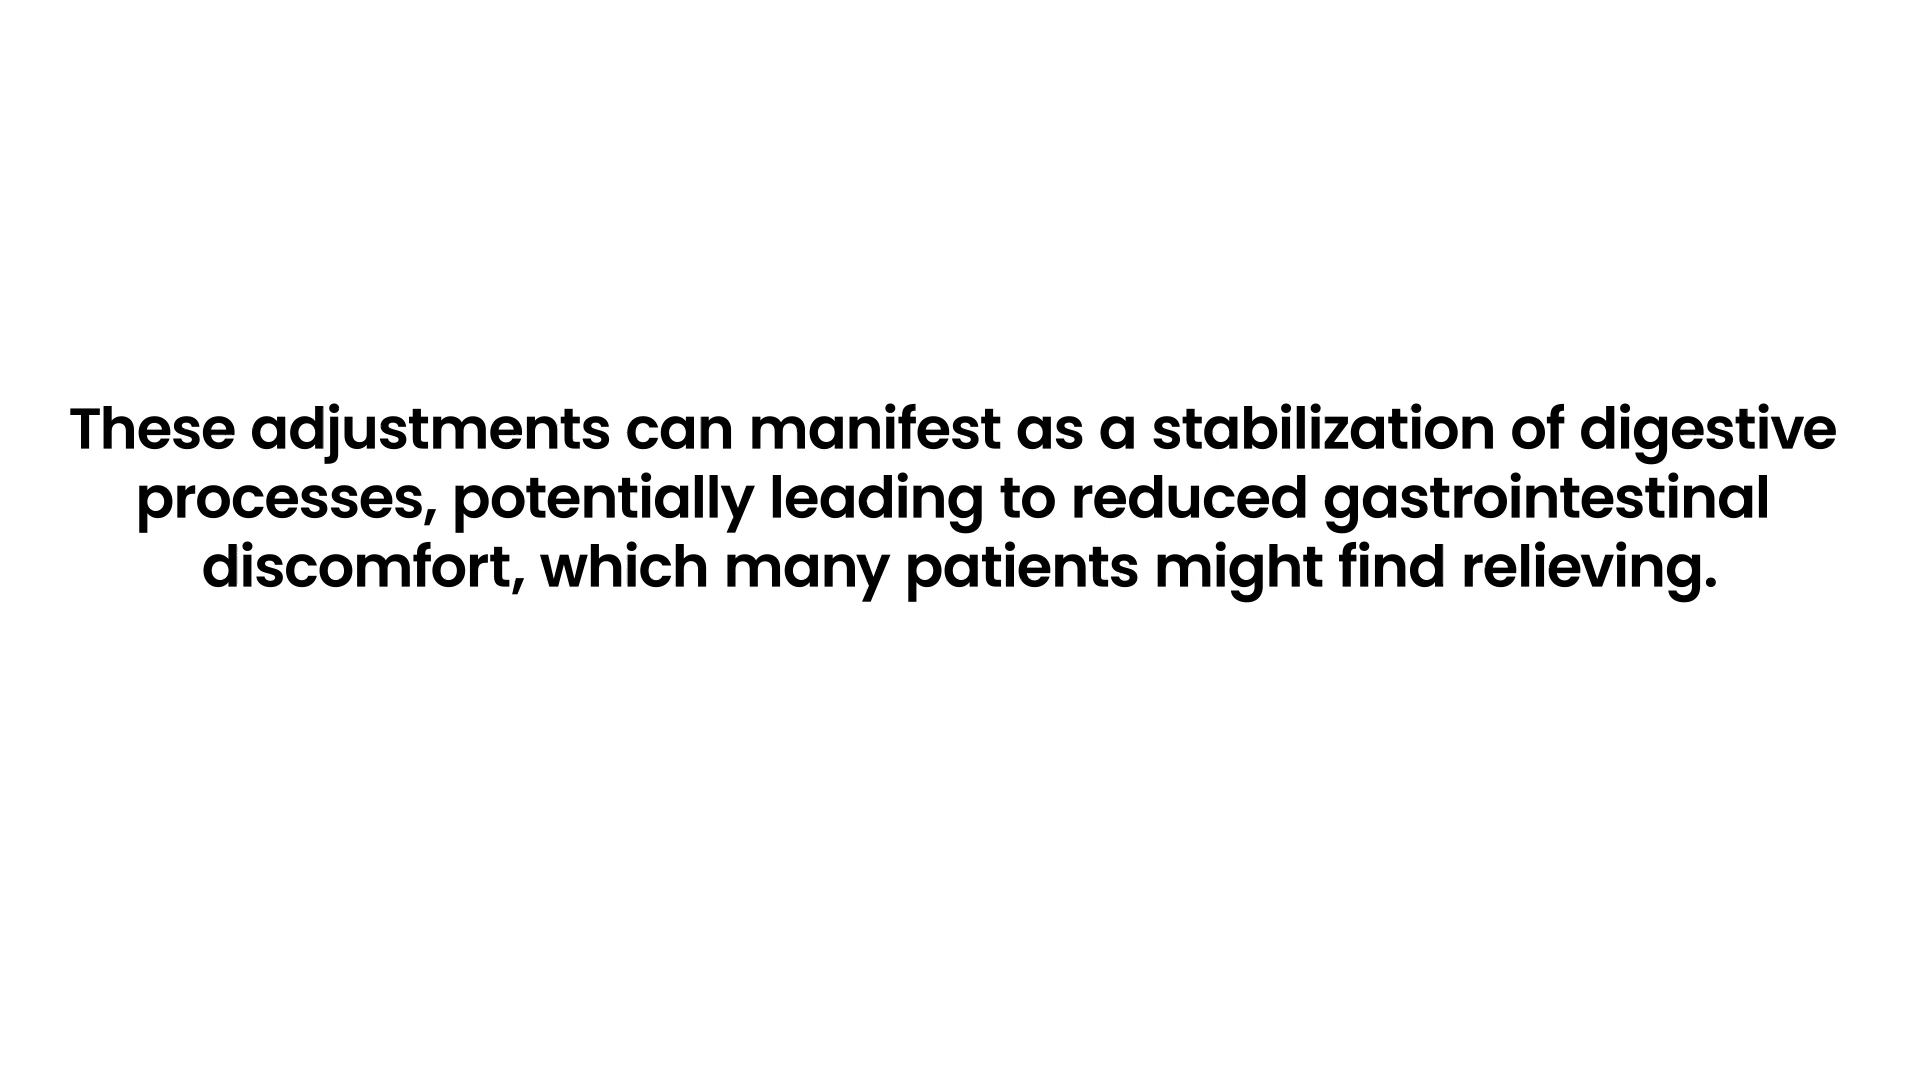 These adjustments can manifest as a stabilization of digestive
processes, potentially leading to reduced gastrointestinal
discomfort, which many patients might find relieving.